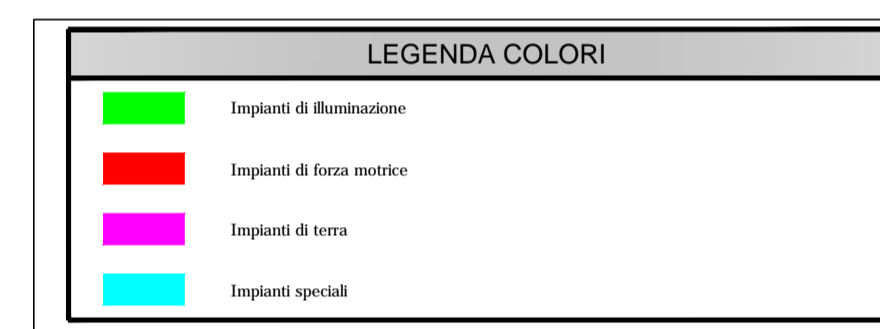 LEGENDA COLORI
Impianti di illuminazione
Impianti di forza motrice
Impianti di terra
Impianti speciali